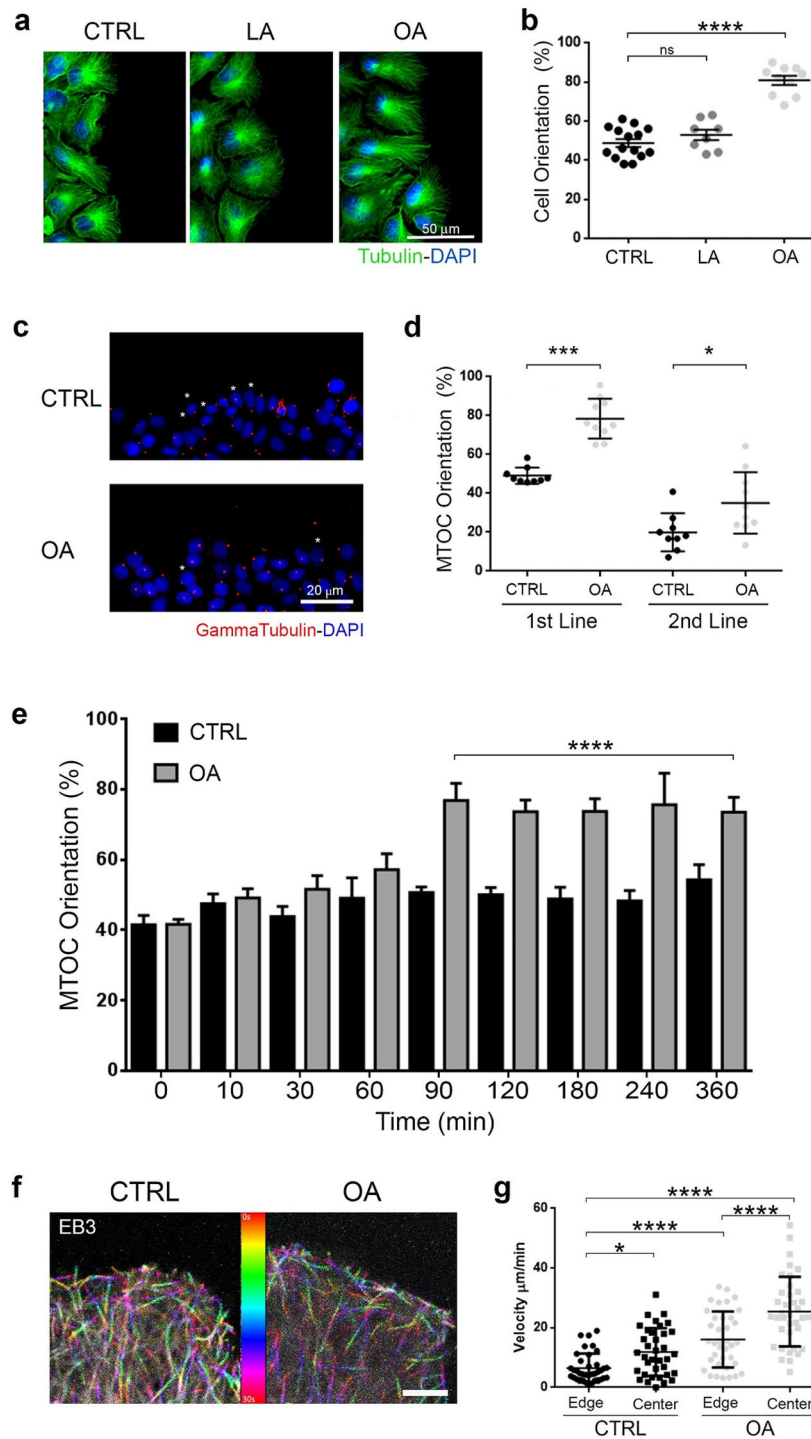 a
CTRL LA OA
50 μm
Tubulin-DAPI
b
Cell Orientation (%)
100
80
60
40
20
0
ns
****
CTRL LA OA
c
CTRL
OA
20 μm
GammaTubulin-DAPI
d
MTOC Orientation (%)
100
80
60
40
20
0
*** *
CTRL OA CTRL OA
1st Line 2nd Line
e
MTOC Orientation (%)
100
80
60
40
20
0
CTRL
OA
****
0 10 30 60 90 120 180 240 360
Time (min)
f
CTRL OA
EB3
0s
30s
g
Velocity μm/min
60
40
20
0
****
**** ****
*
Edge Center Edge Center
CTRL OA